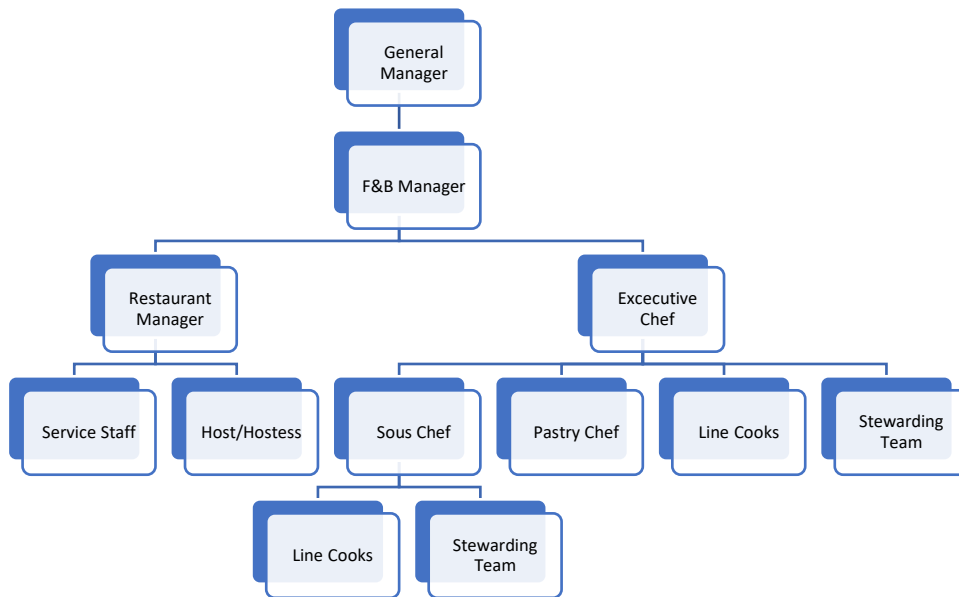 General
Manager
F&B Manager
Restaurant
Manager
Excecutive
Chef
Service Staff
Host/Hostess
Sous Chef
Pastry Chef
Line Cooks
Stewarding
Team
Line Cooks
Stewarding
Team